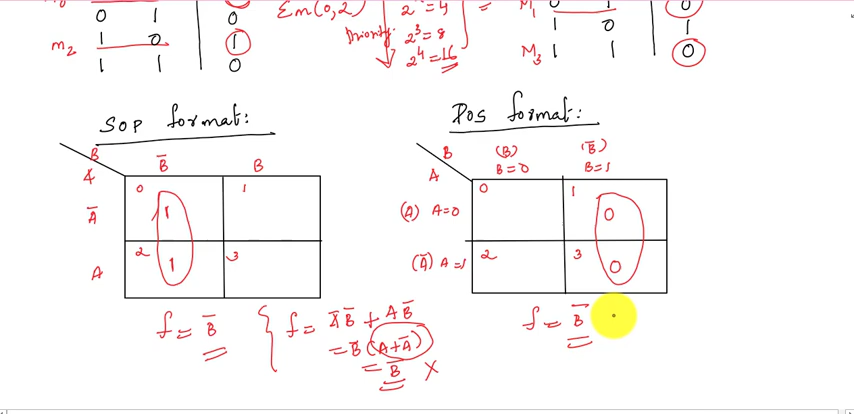 0 1 0
m₂ 1 0 1
1 1 0
Σm(0,2)
2² = 4
Priority: 2³ = 8
2⁴ = 16
M₁ 0 1 0
1 0 1
M₃ 1 1 0
SOP format:
B
A B̅ B
0 1
A̅ 1
2 3
A 1
f = B̅
f = A̅B̅ + AB̅
= B̅(A+A̅)
= B̅ X
POS format:
B (B) (B̅)
A B=0 B=1
0 1
(A) A=0 0
2 3
(A̅) A=1 0
f = B̅